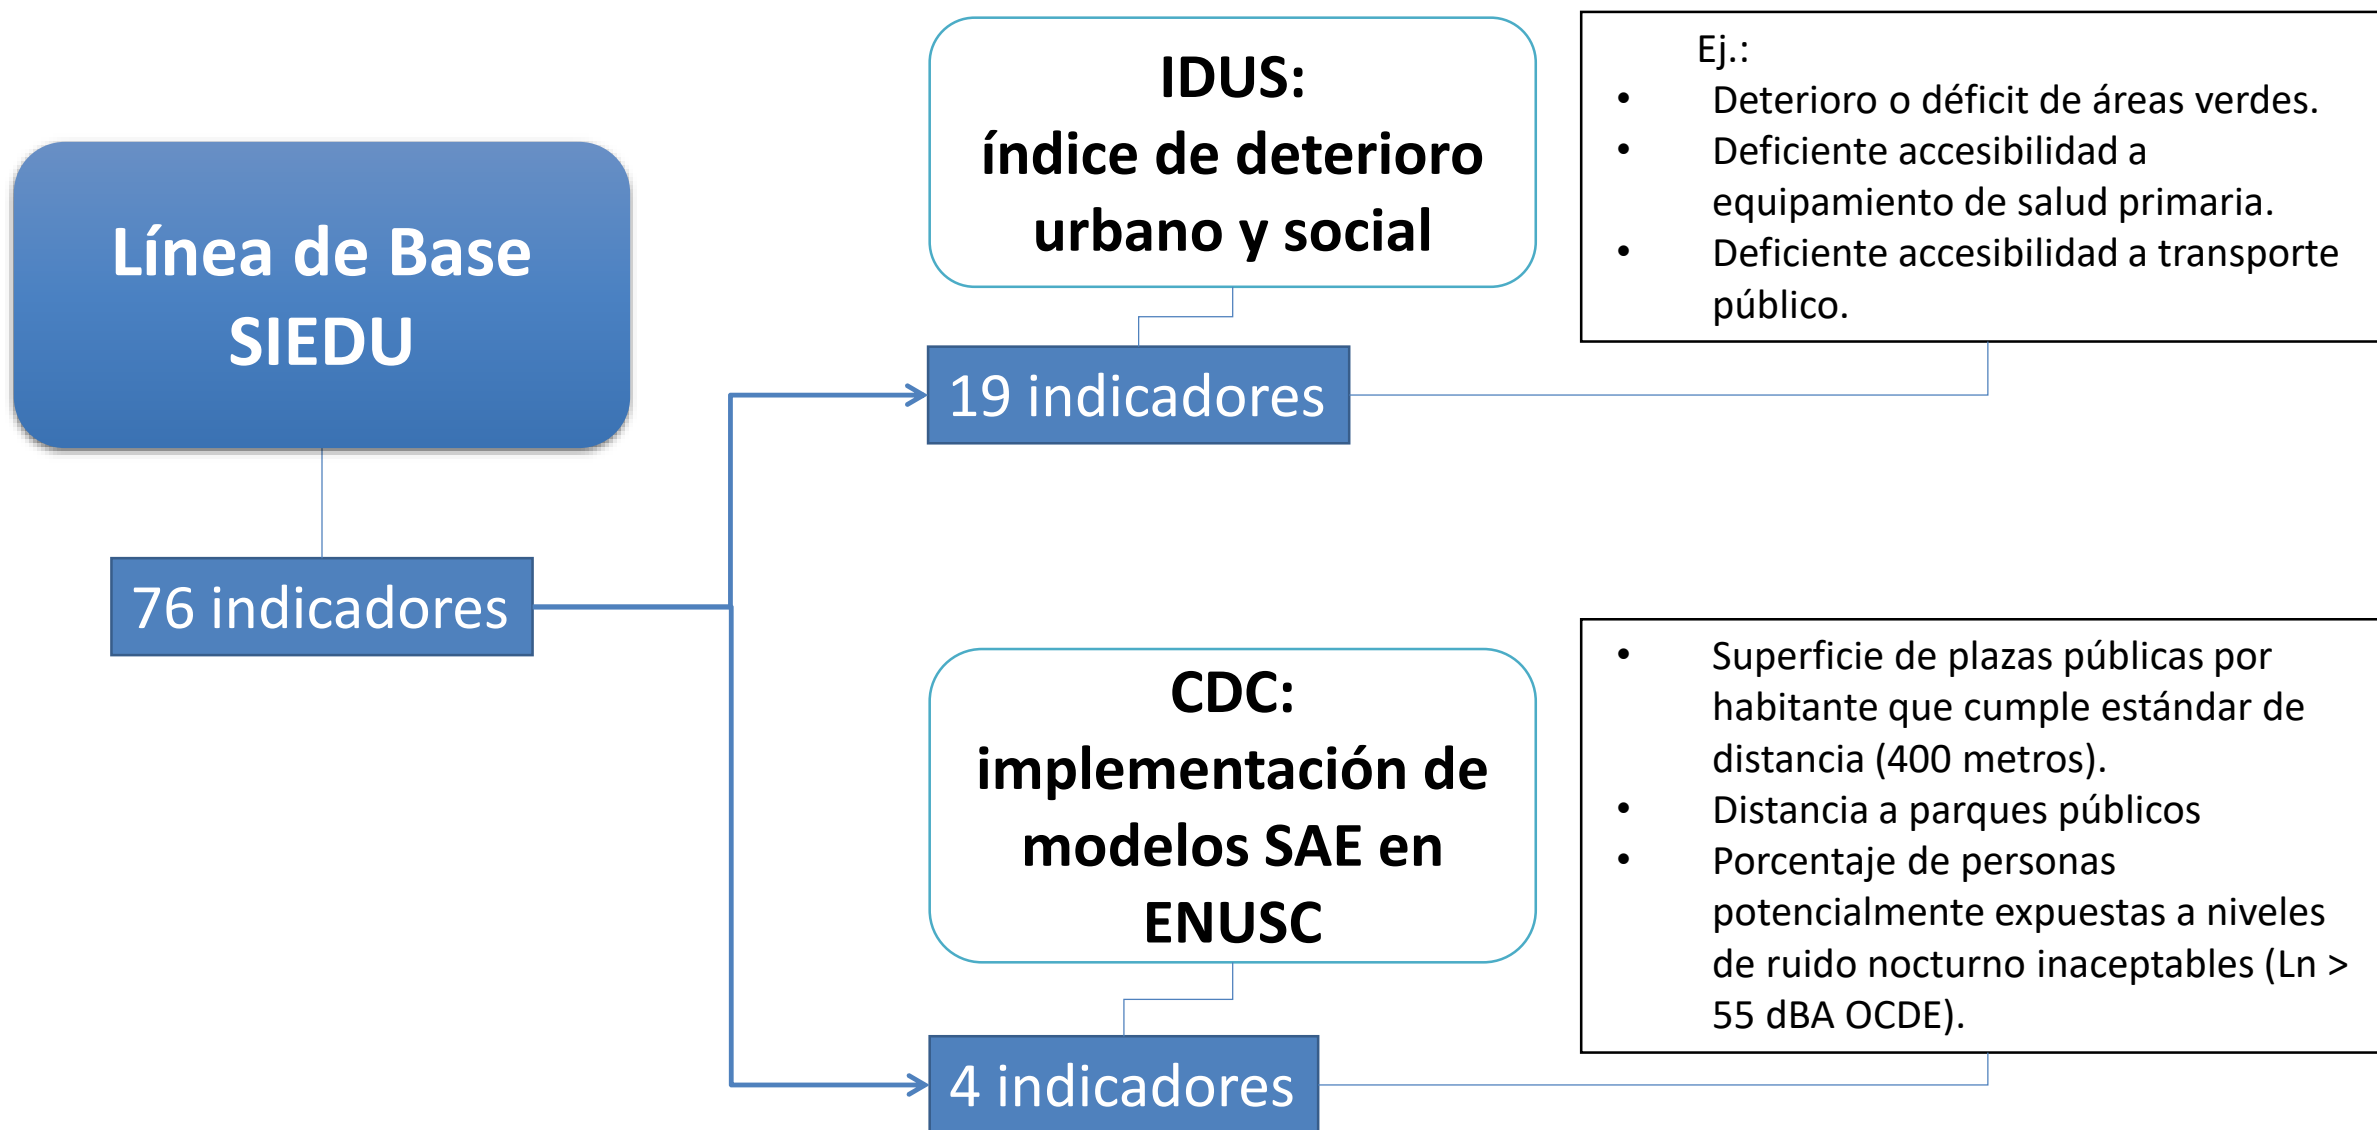 Línea de Base
SIEDU
76 indicadores
IDUS:
índice de deterioro
urbano y social
19 indicadores
Ej.:
• Deterioro o déficit de áreas verdes.
• Deficiente accesibilidad a
equipamiento de salud primaria.
• Deficiente accesibilidad a transporte
público.
CDC:
implementación de
modelos SAE en
ENUSC
4 indicadores
• Superficie de plazas públicas por
habitante que cumple estándar de
distancia (400 metros).
• Distancia a parques públicos
• Porcentaje de personas
potencialmente expuestas a niveles
de ruido nocturno inaceptables (Ln >
55 dBA OCDE).